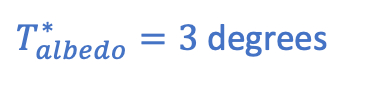 T*albedo = 3 degrees